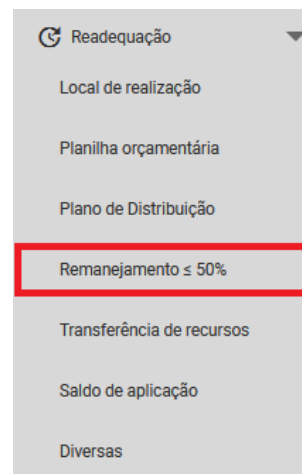 Readequação
Local de realização
Planilha orçamentária
Plano de Distribuição
Remanejamento ≤ 50%
Transferência de recursos
Saldo de aplicação
Diversas